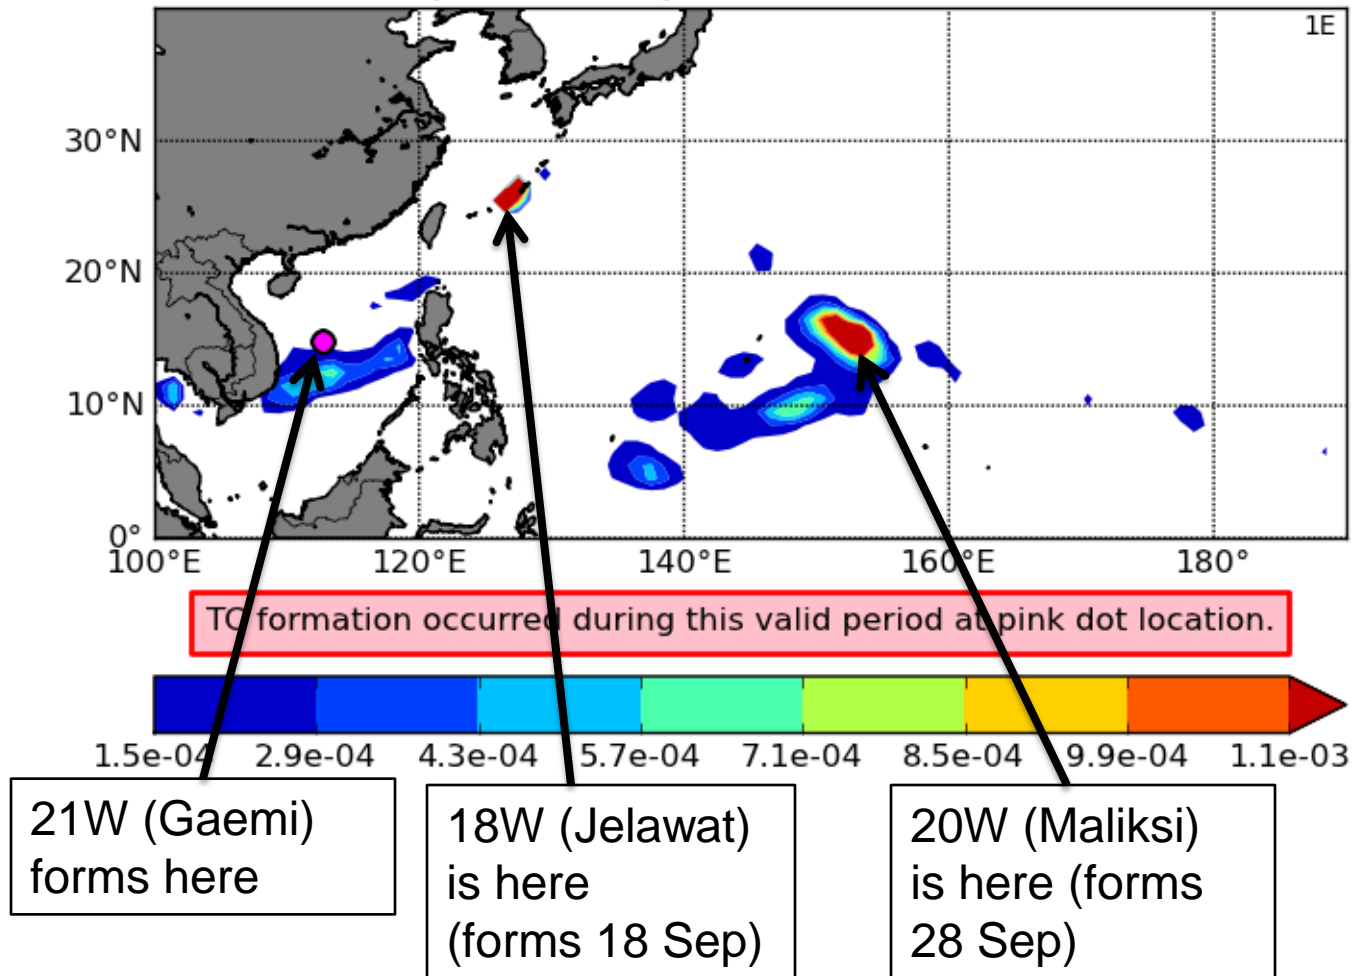 1E
30°N
20°N
10°N
0°
100°E 120°E 140°E 160°E 180°
TC formation occurred during this valid period at pink dot location.
1.5e-04 2.9e-04 4.3e-04 5.7e-04 7.1e-04 8.5e-04 9.9e-04 1.1e-03
21W (Gaemi)
forms here
18W (Jelawat)
is here
(forms 18 Sep)
20W (Maliksi)
is here (forms
28 Sep)